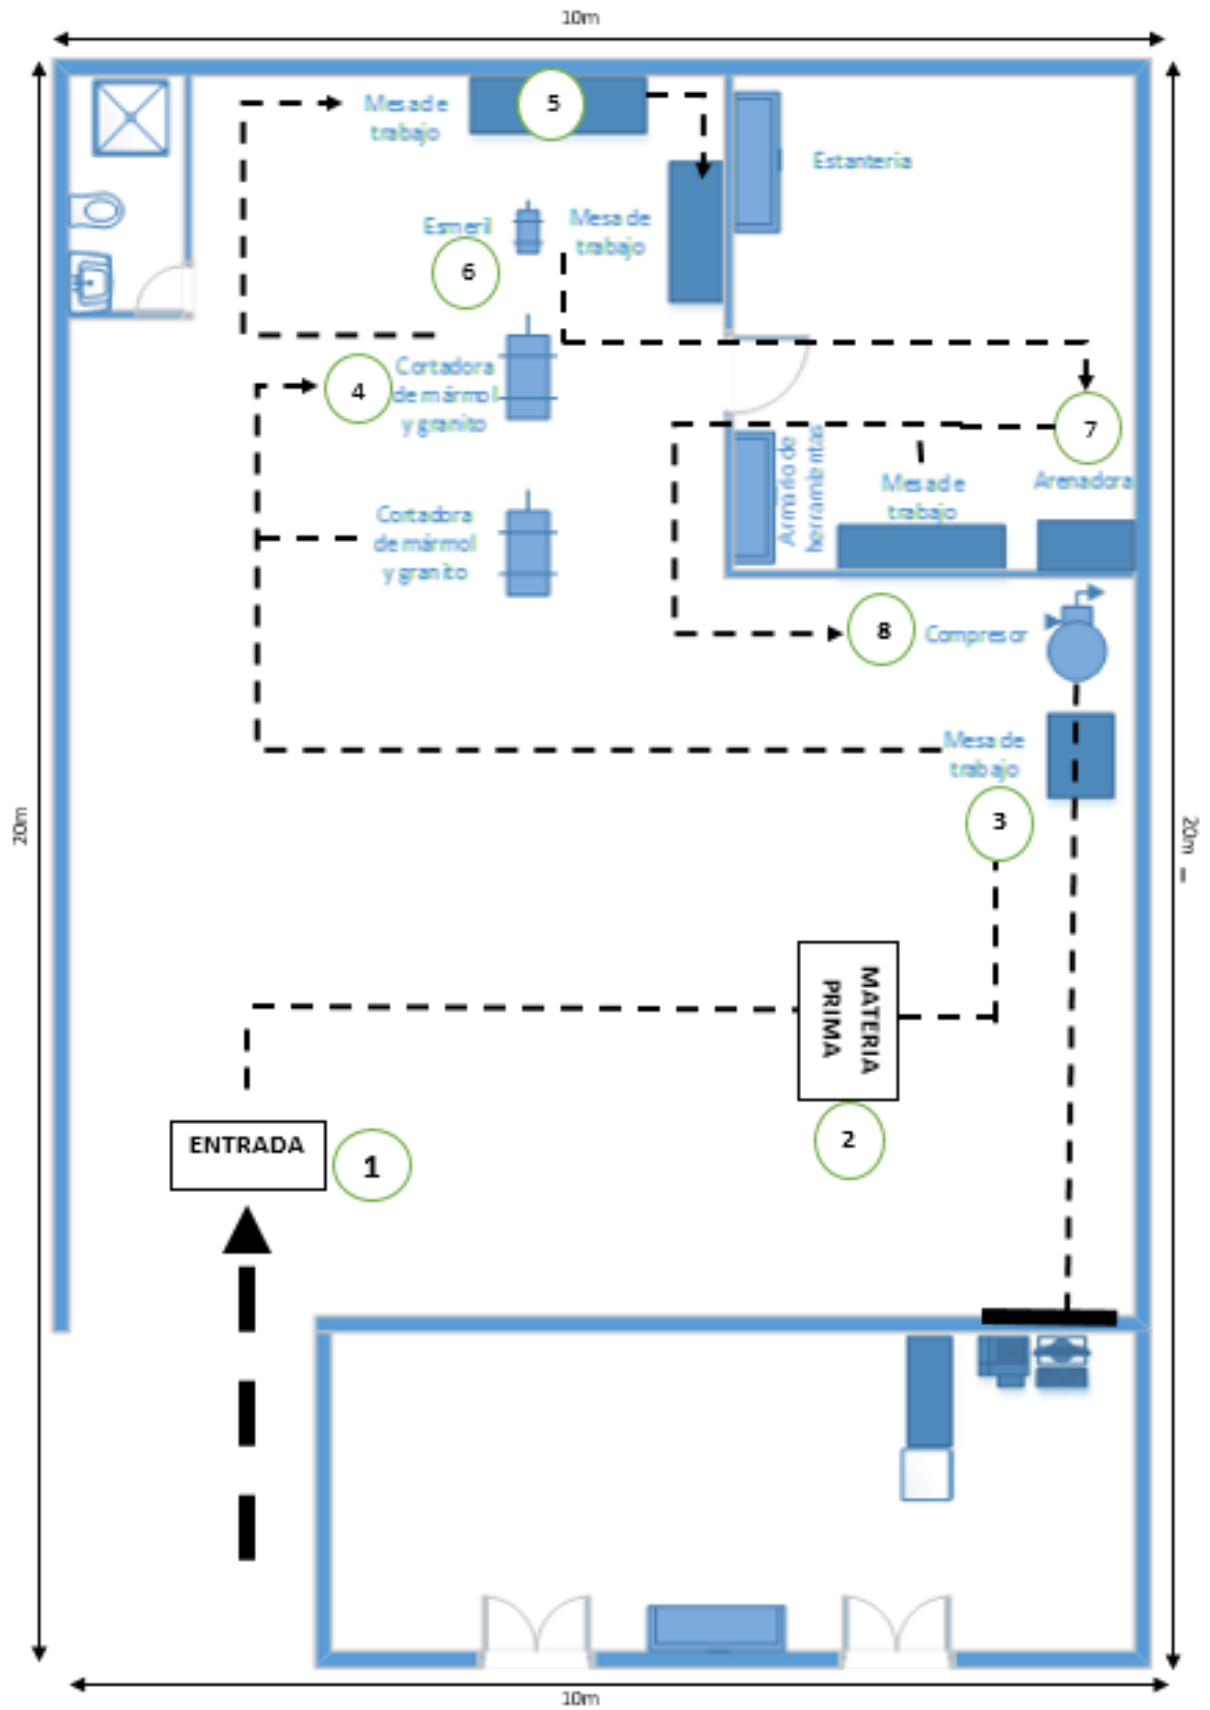 10m
Mesa de
trabajo
5
Estanteria
Esmeril
6
Mesa de
trabajo
4
Cortadora
de mármol
y granito
7
Arenadora
Mesa de
trabajo
Armario de
herramientas
Cortadora
de mármol
y granito
8
Compresor
Mesa de
trabajo
3
20m
20m
MATERIA
PRIMA
2
ENTRADA
1
10m